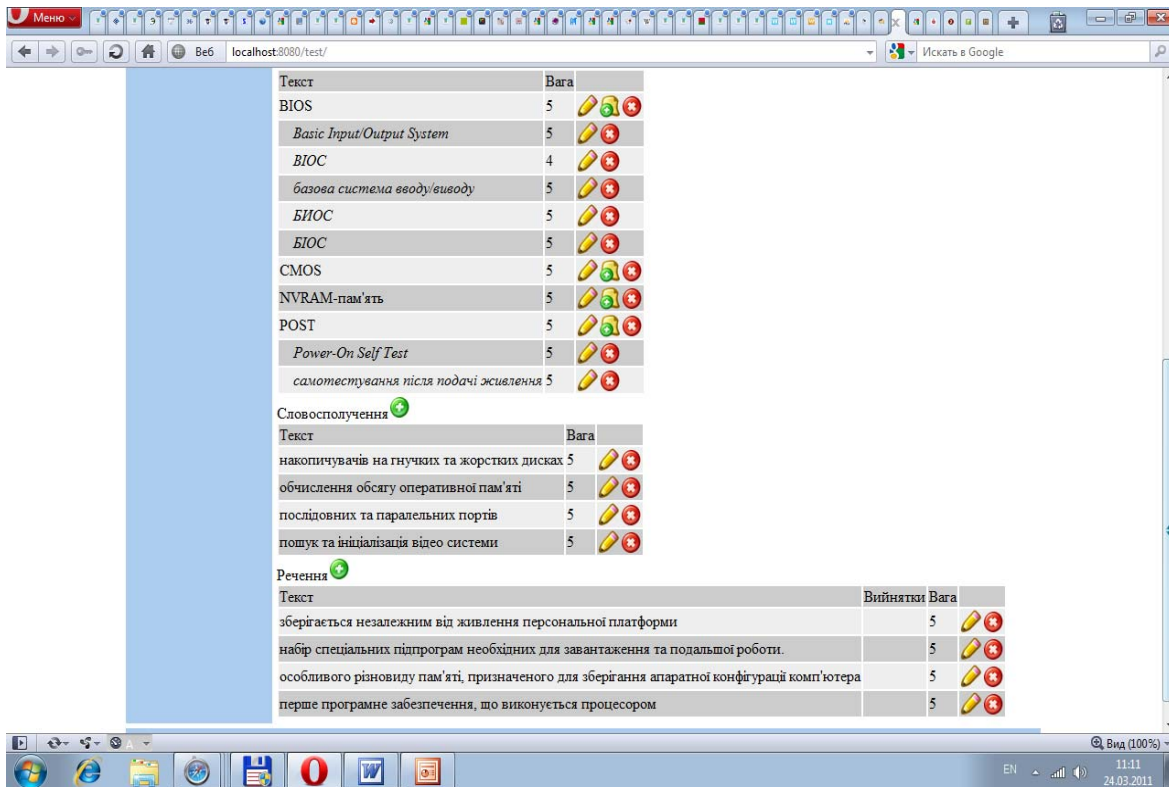 Меню
Веб localhost:8080/test/ Искать в Google
Текст Вага
BIOS 5
Basic Input/Output System 5
BIOC 4
базова система вводу/виводу 5
БИОС 5
БІОС 5
CMOS 5
NVRAM-пам'ять 5
POST 5
Power-On Self Test 5
самотестування після подачі живлення 5
Словосполучення
Текст Вага
накопичувачів на гнучких та жорстких дисках 5
обчислення обсягу оперативної пам'яті 5
послідовних та паралельних портів 5
пошук та ініціалізація відео системи 5
Речення
Текст Вийнятки Вага
зберігається незалежним від живлення персональної платформи 5
набір спеціальних підпрограм необхідних для завантаження та подальшої роботи. 5
особливого різновиду пам'яті, призначеного для зберігання апаратної конфігурації комп'ютера 5
перше програмне забезпечення, що виконується процесором 5
Вид (100%)
EN 11:11
24.03.2011